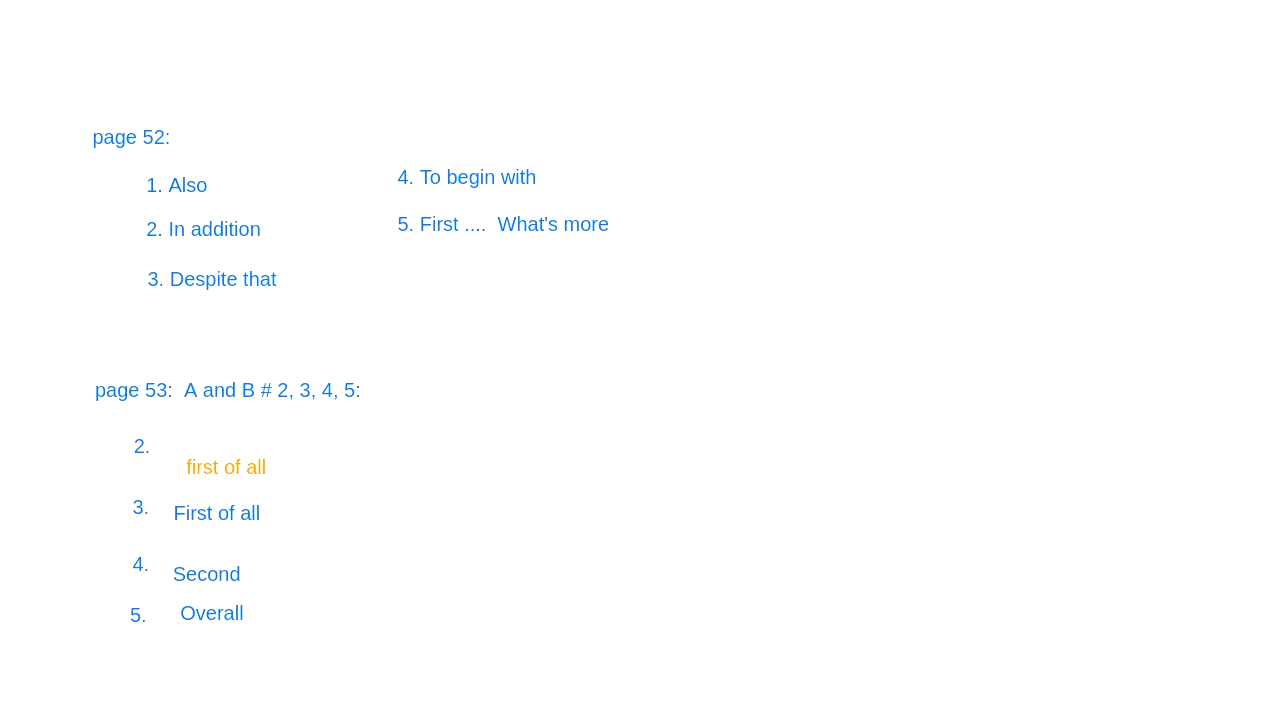 page 52:
1. Also
2. In addition
3. Despite that
4. To begin with
5. First ....  What's more
page 53:  A and B # 2, 3, 4, 5:
2.
first of all
3. First of all
4. Second
5. Overall